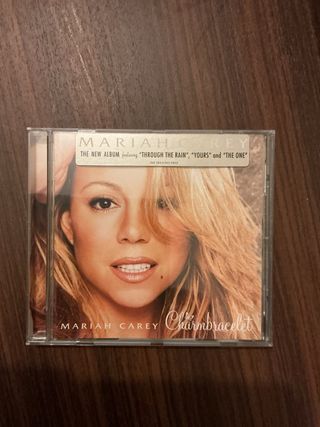 MARIAH CAREY
THE NEW ALBUM featuring "THROUGH THE RAIN", "YOURS" and "THE ONE"
MARIAH CAREY Charmbracelet